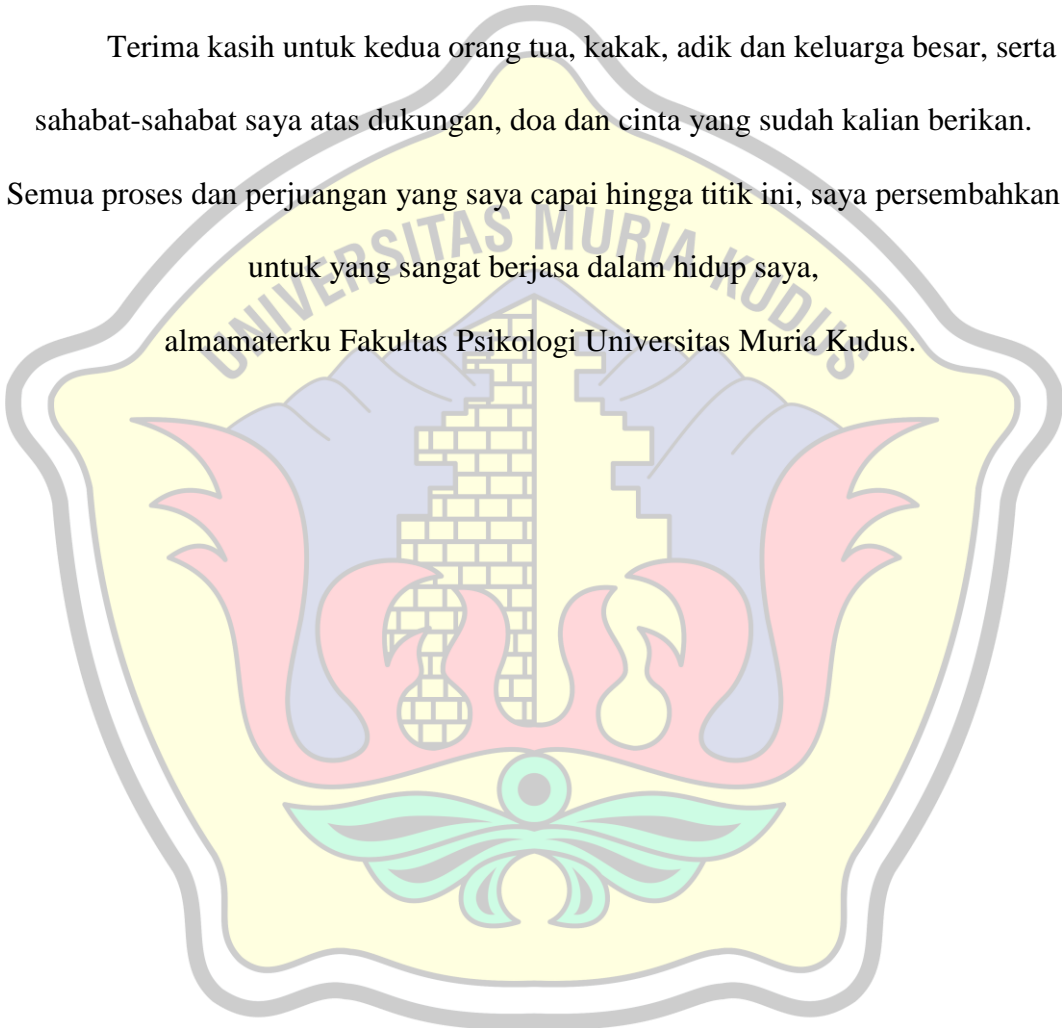 Terima kasih untuk kedua orang tua, kakak, adik dan keluarga besar, serta
sahabat-sahabat saya atas dukungan, doa dan cinta yang sudah kalian berikan.
Semua proses dan perjuangan yang saya capai hingga titik ini, saya persembahkan
untuk yang sangat berjasa dalam hidup saya,
almamaterku Fakultas Psikologi Universitas Muria Kudus.
UNIVERSITAS MURIA KUDUS